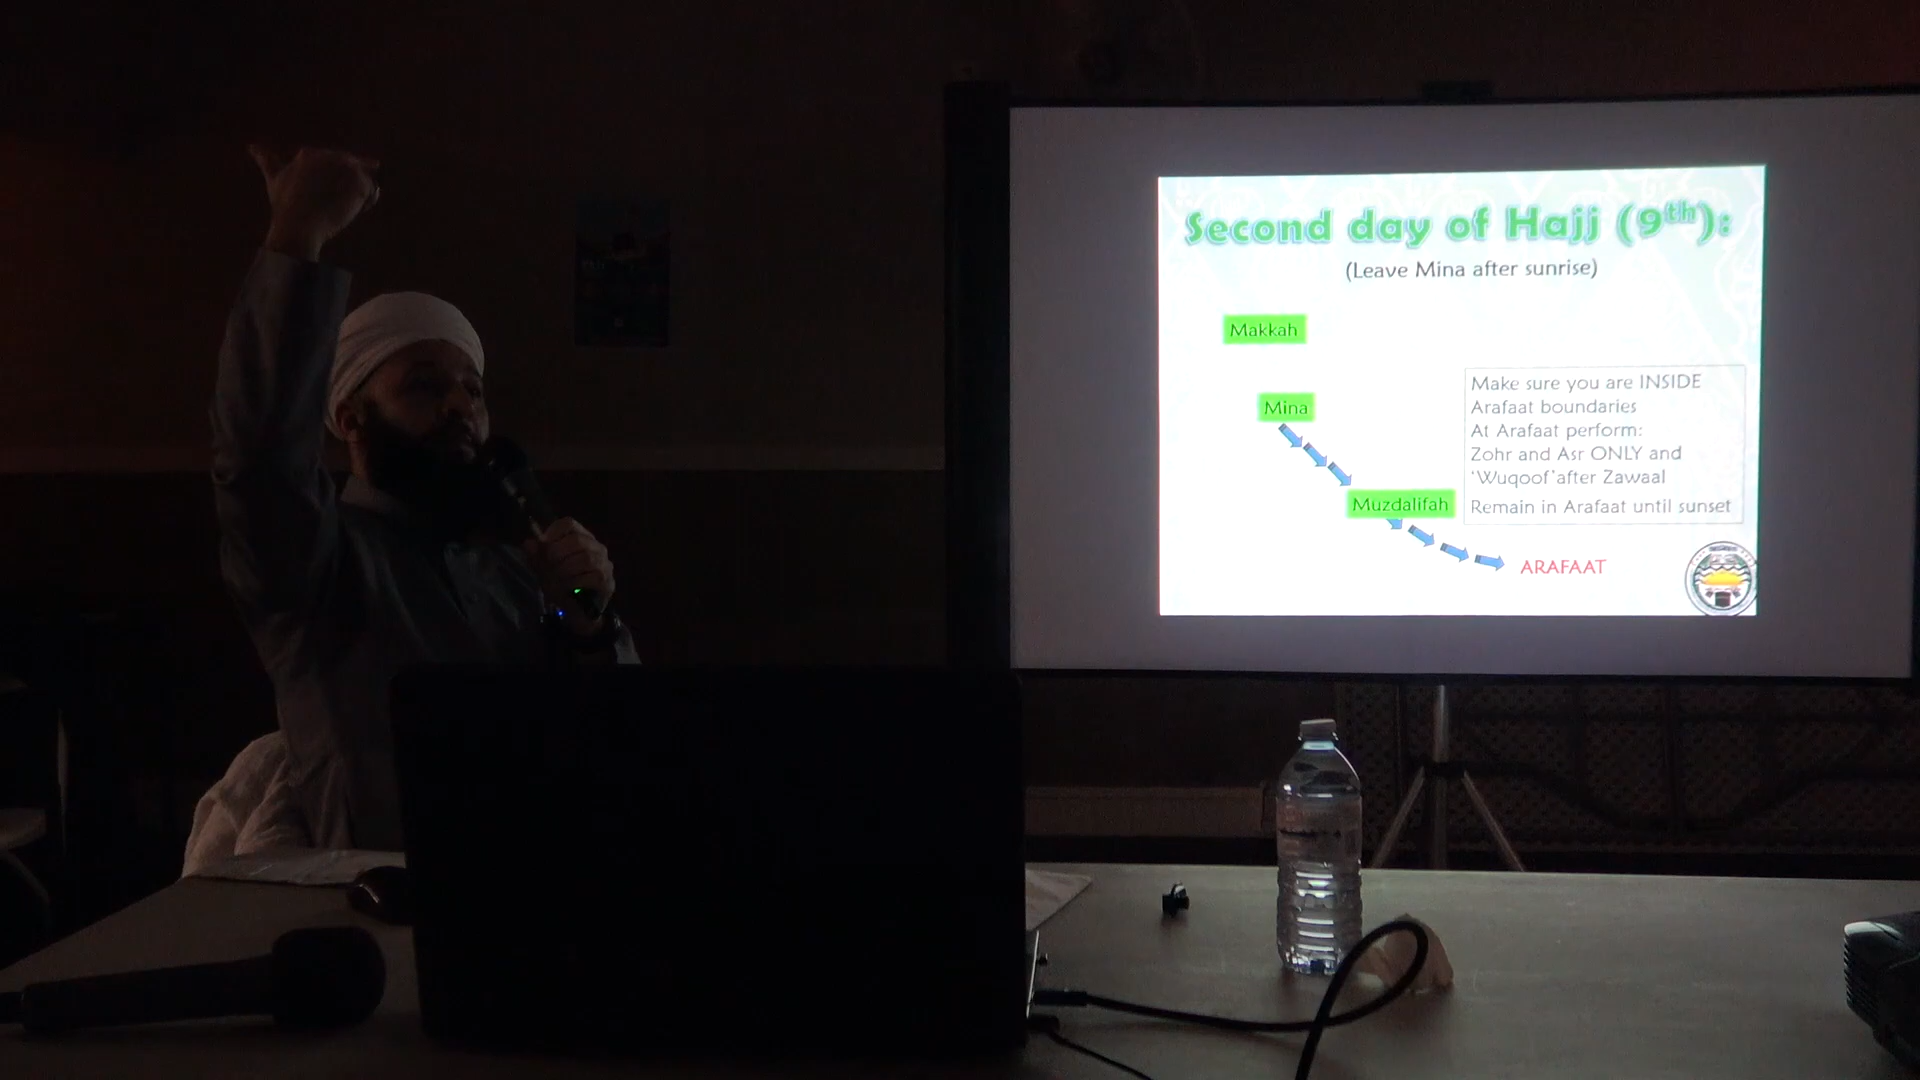 Second day of Hajj (9th):
(Leave Mina after sunrise)
Makkah
Mina
Muzdalifah
ARAFAAT
Make sure you are INSIDE
Arafaat boundaries
At Arafaat perform:
Zohr and Asr ONLY and
‘Wuqoof’after Zawaal
Remain in Arafaat until sunset